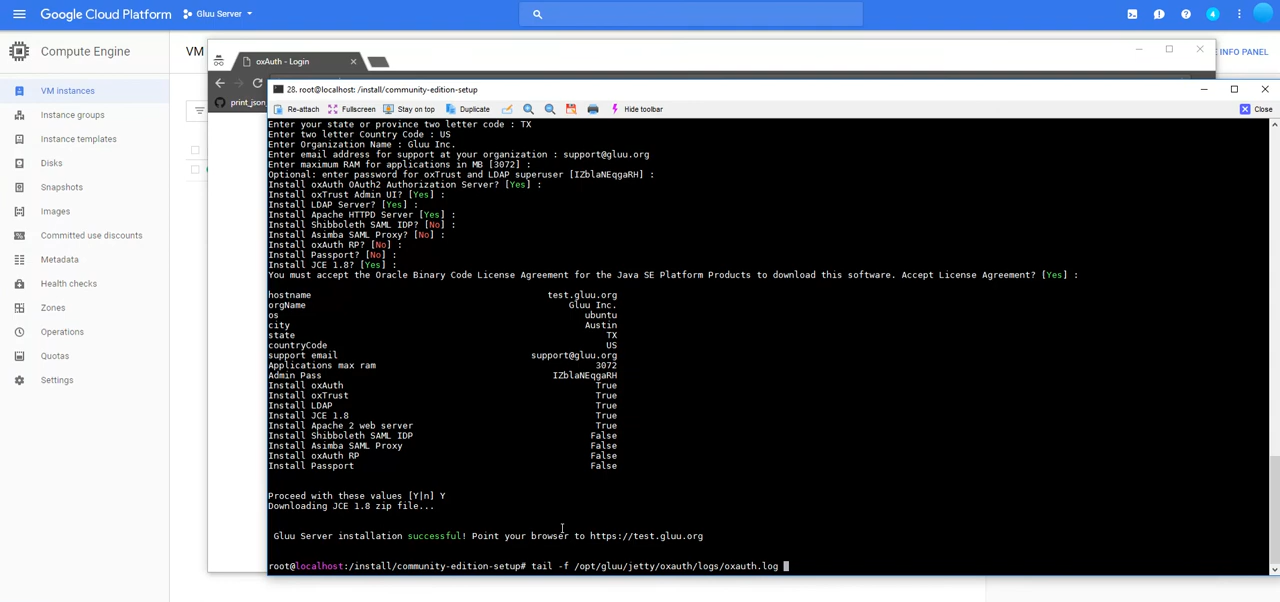 Google Cloud Platform
Gluu Server
4
Compute Engine
VM
INFO PANEL
VM instances
Instance groups
Instance templates
Disks
Snapshots
Images
Committed use discounts
Metadata
Health checks
Zones
Operations
Quotas
Settings
oxAuth - Login
print_json
28. root@localhost: /install/community-edition-setup
Re-attach Fullscreen Stay on top Duplicate Hide toolbar Close
Enter your state or province two letter code : TX
Enter two letter Country Code : US
Enter Organization Name : Gluu Inc.
Enter email address for support at your organization : support@gluu.org
Enter maximum RAM for applications in MB [3072] :
Optional: enter password for oxTrust and LDAP superuser [IZblaNEqgaRH] :
Install oxAuth OAuth2 Authorization Server? [Yes] :
Install oxTrust Admin UI? [Yes] :
Install LDAP Server? [Yes] :
Install Apache HTTPD Server [Yes] :
Install Shibboleth SAML IDP? [No] :
Install Asimba SAML Proxy? [No] :
Install oxAuth RP? [No] :
Install Passport? [No] :
Install JCE 1.8? [Yes] :
You must accept the Oracle Binary Code License Agreement for the Java SE Platform Products to download this software. Accept License Agreement? [Yes] :
hostname test.gluu.org
orgName Gluu Inc.
os ubuntu
city Austin
state TX
countryCode US
support email support@gluu.org
Applications max ram 3072
Admin Pass IZblaNEqgaRH
Install oxAuth True
Install oxTrust True
Install LDAP True
Install JCE 1.8 True
Install Apache 2 web server True
Install Shibboleth SAML IDP False
Install Asimba SAML Proxy False
Install oxAuth RP False
Install Passport False
Proceed with these values [Y|n] Y
Downloading JCE 1.8 zip file...
Gluu Server installation successful! Point your browser to https://test.gluu.org
root@localhost:/install/community-edition-setup# tail -f /opt/gluu/jetty/oxauth/logs/oxauth.log